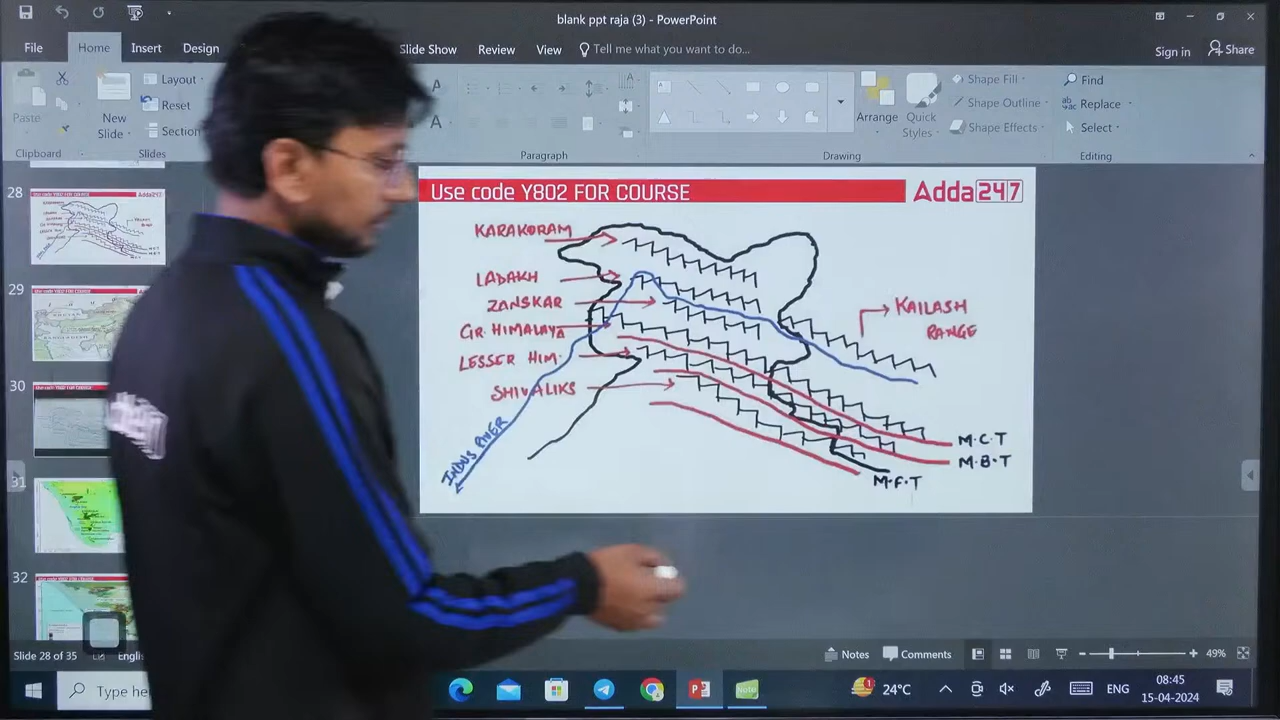 blank ppt raja (3) - PowerPoint
File
Home
Insert
Design
Slide Show
Review
View
Tell me what you want to do...
Sign in
Share
Paste
New
Slide
Layout
Reset
Section
Arrange
Quick
Styles
Shape Fill
Shape Outline
Shape Effects
Find
Replace
Select
Clipboard
Slides
Paragraph
Drawing
Editing
28
29
30
31
32
Use code Y802 FOR COURSE
Adda247
KARAKORAM
LADAKH
ZANSKAR
GR. HIMALAYA
LESSER HIM.
SHIVALIKS
INDUS RIVER
KAILASH
RANGE
M.C.T
M.B.T
M.F.T
Slide 28 of 35
Notes
Comments
49%
Type here
24°C
ENG
08:45
15-04-2024